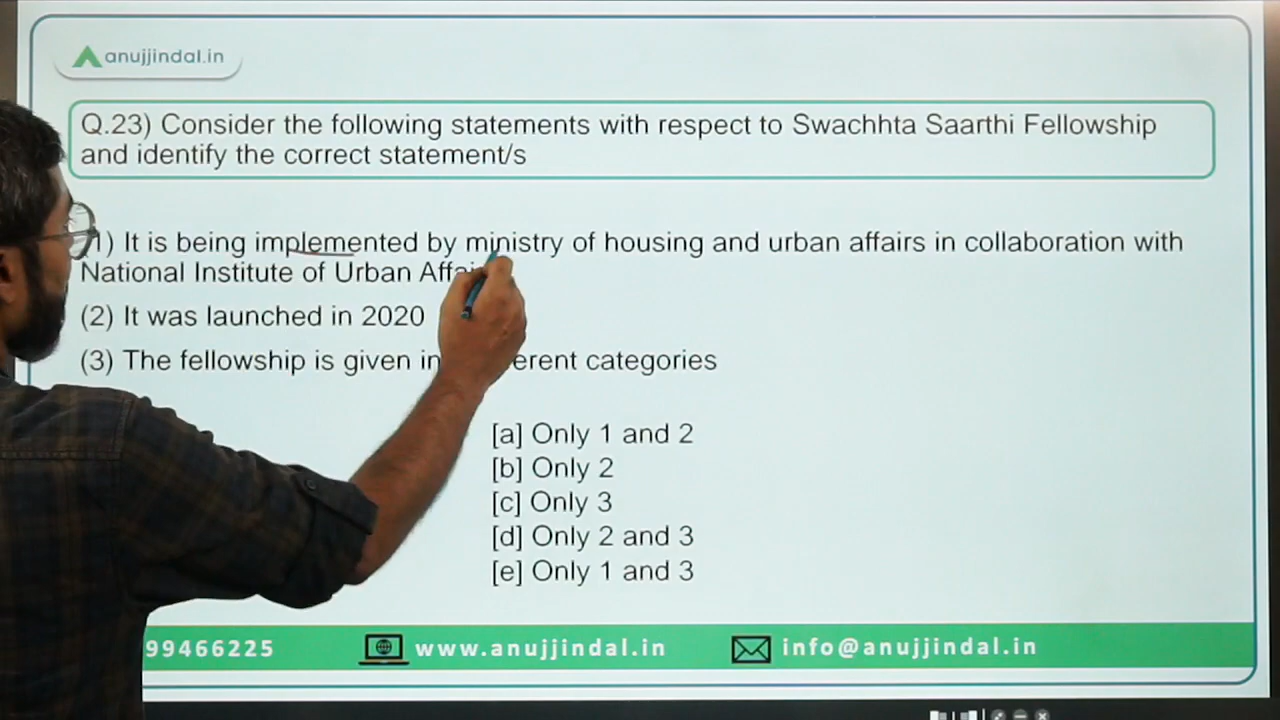 anujjindal.in
Q.23) Consider the following statements with respect to Swachhta Saarthi Fellowship
and identify the correct statement/s
(1) It is being implemented by ministry of housing and urban affairs in collaboration with
National Institute of Urban
(2) It was launched in 2020
(3) The fellowship is given in categories
[a] Only 1 and 2
[b] Only 2
[c] Only 3
[d] Only 2 and 3
[e] Only 1 and 3
99466225 www.anujjindal.in info@anujjindal.in